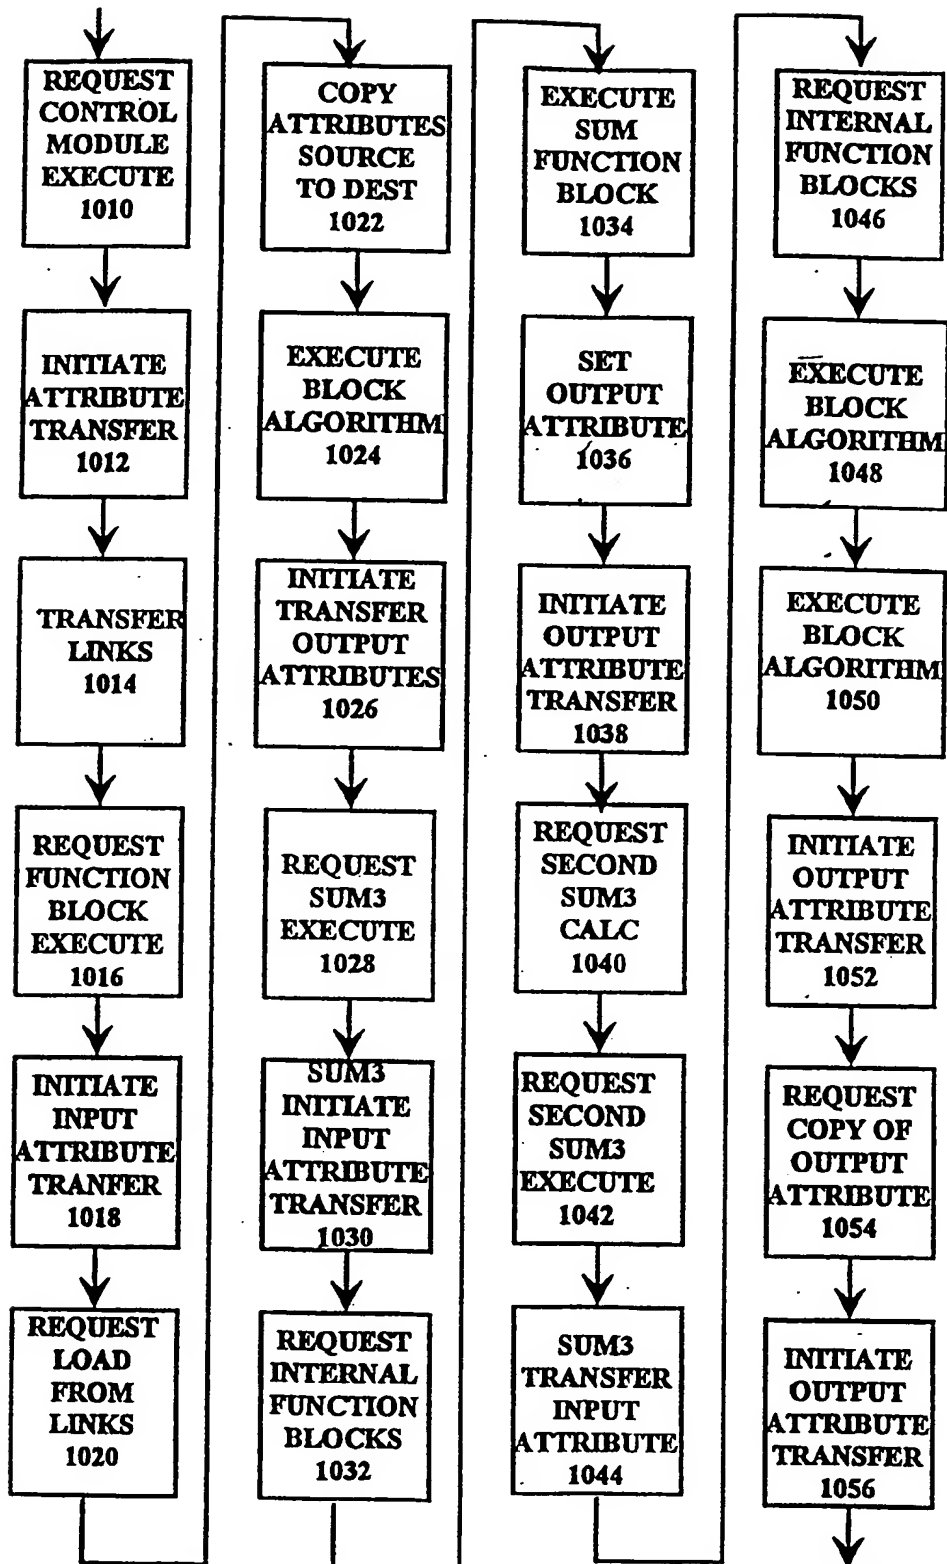 REQUEST
CONTROL
MODULE
EXECUTE
1010
INITIATE
ATTRIBUTE
TRANSFER
1012
TRANSFER
LINKS
1014
REQUEST
FUNCTION
BLOCK
EXECUTE
1016
INITIATE
INPUT
ATTRIBUTE
TRANFER
1018
REQUEST
LOAD
FROM
LINKS
1020
COPY
ATTRIBUTES
SOURCE
TO DEST
1022
EXECUTE
BLOCK
ALGORITHM
1024
INITIATE
TRANSFER
OUTPUT
ATTRIBUTES
1026
REQUEST
SUM3
EXECUTE
1028
SUM3
INITIATE
INPUT
ATTRIBUTE
TRANSFER
1030
REQUEST
INTERNAL
FUNCTION
BLOCKS
1032
EXECUTE
SUM
FUNCTION
BLOCK
1034
SET
OUTPUT
ATTRIBUTE
1036
INITIATE
OUTPUT
ATTRIBUTE
TRANSFER
1038
REQUEST
SECOND
SUM3
CALC
1040
REQUEST
SECOND
SUM3
EXECUTE
1042
SUM3
TRANSFER
INPUT
ATTRIBUTE
1044
REQUEST
INTERNAL
FUNCTION
BLOCKS
1046
EXECUTE
BLOCK
ALGORITHM
1048
EXECUTE
BLOCK
ALGORITHM
1050
INITIATE
OUTPUT
ATTRIBUTE
TRANSFER
1052
REQUEST
COPY OF
OUTPUT
ATTRIBUTE
1054
INITIATE
OUTPUT
ATTRIBUTE
TRANSFER
1056